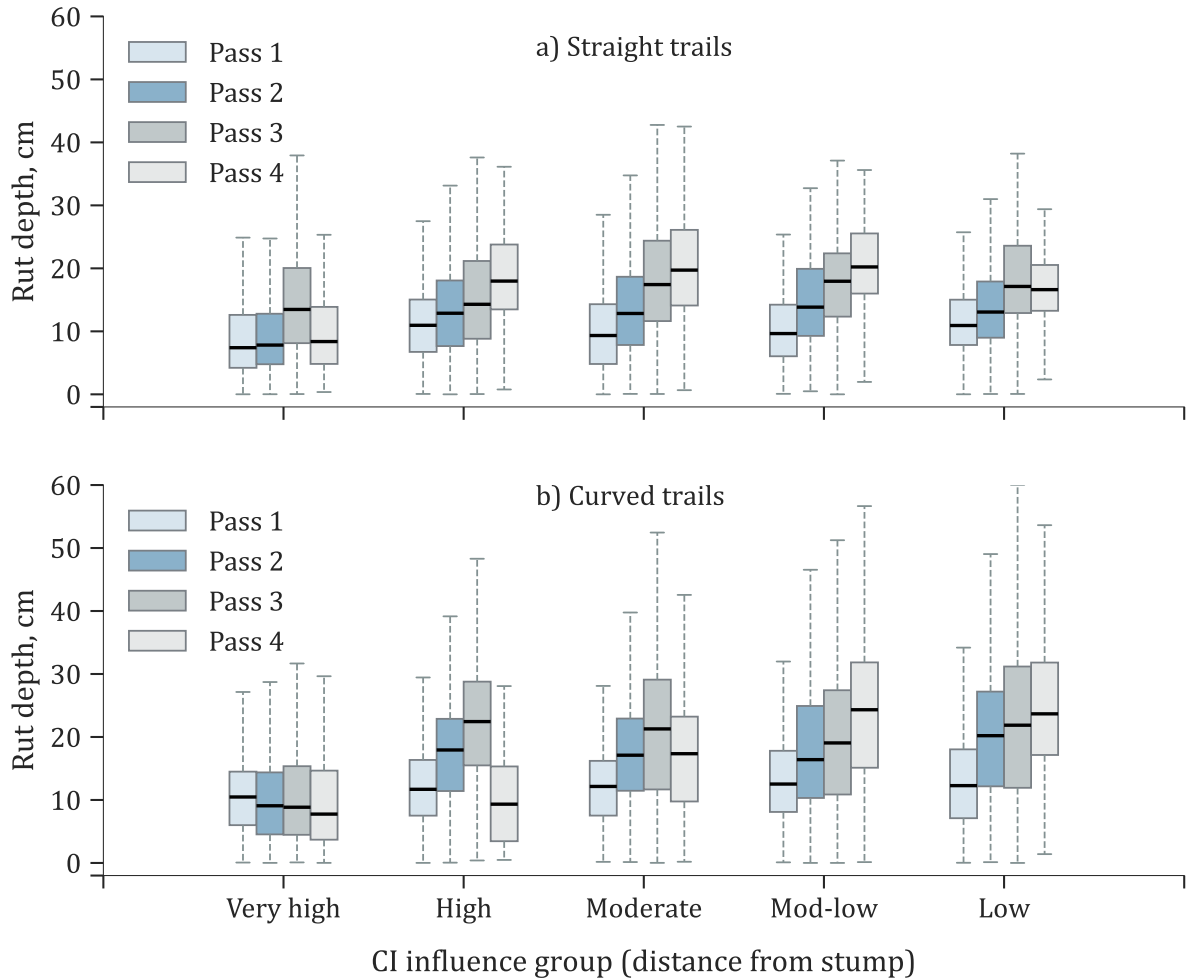 60
a) Straight trails
Pass 1
50
Pass 2
40
Pass 3
Pass 4
30
20
10
0
Rut depth, cm
60
b) Curved trails
Pass 1
50
Pass 2
40
Pass 3
Pass 4
30
20
10
0
Rut depth, cm
Very high High Moderate Mod-low Low
CI influence group (distance from stump)